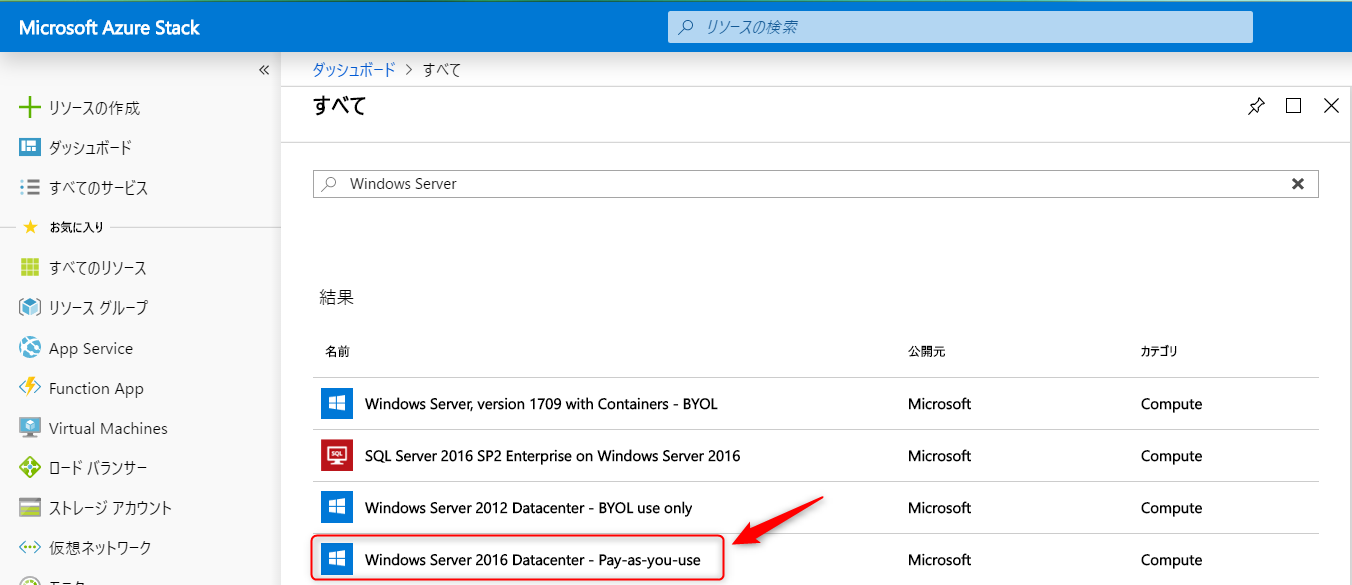 Microsoft Azure Stack
リソースの検索
«
ダッシュボード > すべて
リソースの作成
ダッシュボード
すべてのサービス
お気に入り
すべてのリソース
リソース グループ
App Service
Function App
Virtual Machines
ロード バランサー
ストレージ アカウント
仮想ネットワーク
すべて
Windows Server
結果
名前 公開元 カテゴリ
Windows Server, version 1709 with Containers - BYOL Microsoft Compute
SQL
SQL Server 2016 SP2 Enterprise on Windows Server 2016 Microsoft Compute
Windows Server 2012 Datacenter - BYOL use only Microsoft Compute
Windows Server 2016 Datacenter - Pay-as-you-use Microsoft Compute